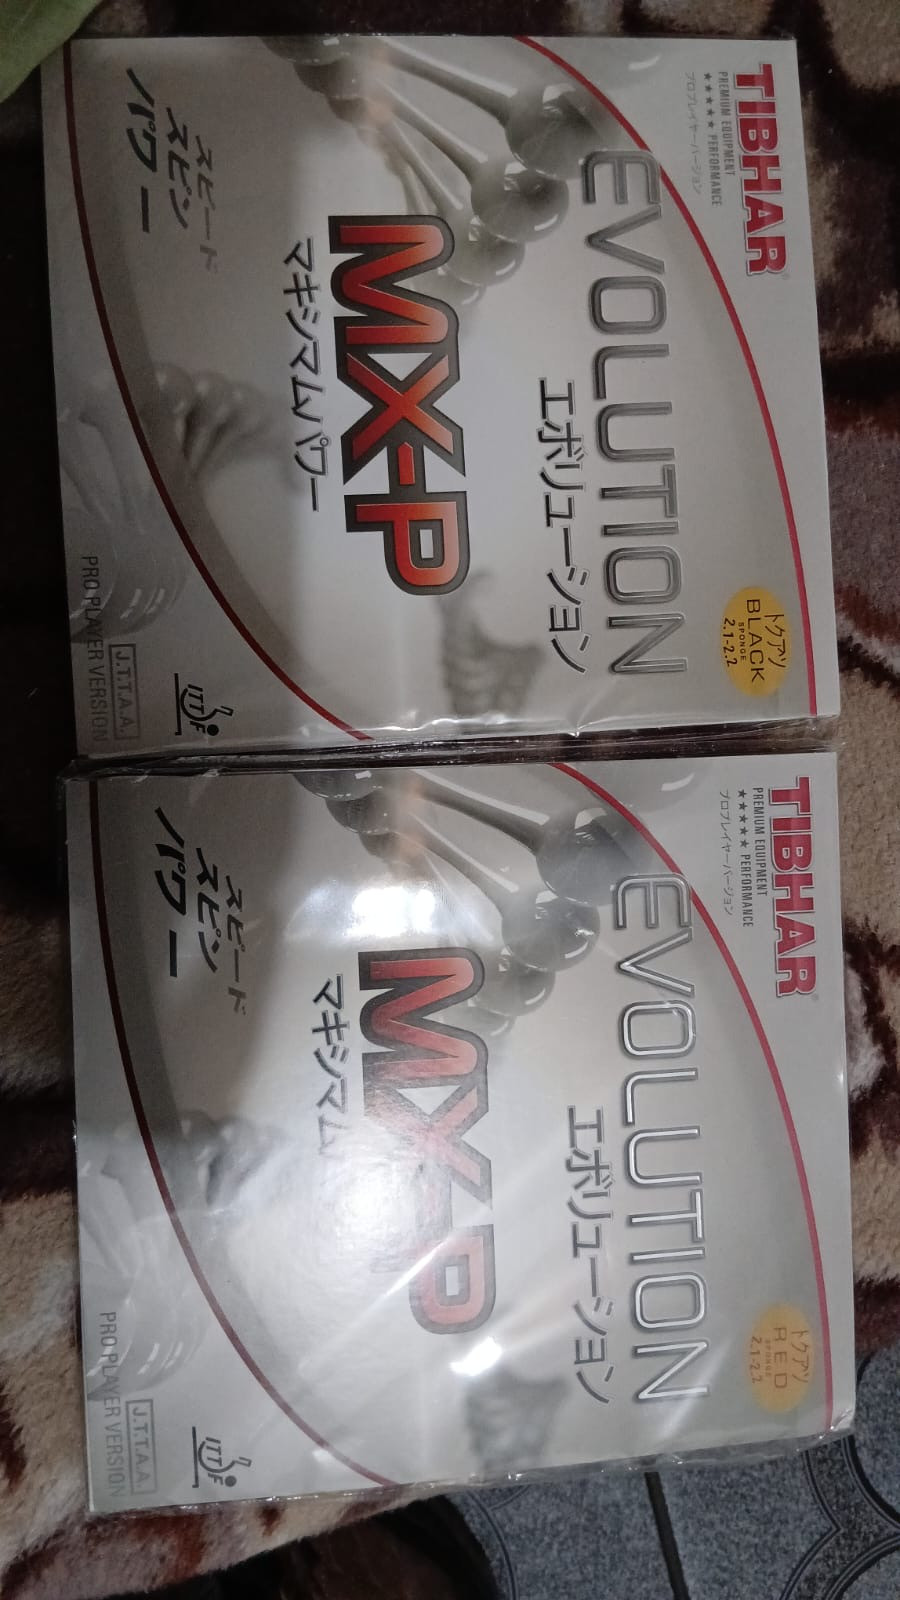 TIBHAR
PREMIUM EQUIPMENT
★★★★★ PERFORMANCE
プロプレイヤーバージョン
EVOLUTION
エボリューション
MX-P
マキシマムパワー
スピード
スピン
パワー
トクアツ
BLACK
SPONGE
2.1-2.2
ITTF
J.T.T.A.A.
PRO PLAYER VERSION
TIBHAR
PREMIUM EQUIPMENT
★★★★★ PERFORMANCE
プロプレイヤーバージョン
EVOLUTION
エボリューション
MX-P
マキシマム
スピード
スピン
パワー
トクアツ
RED
SPONGE
2.1-2.2
ITTF
J.T.T.A.A.
PRO PLAYER VERSION